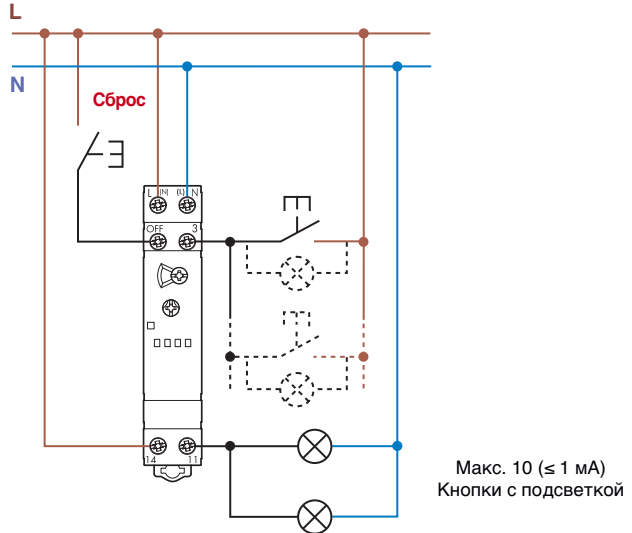 L
N
Сброс
L (N) (L) N
OFF 3
14 11
Макс. 10 (≤ 1 мА)
Кнопки с подсветкой